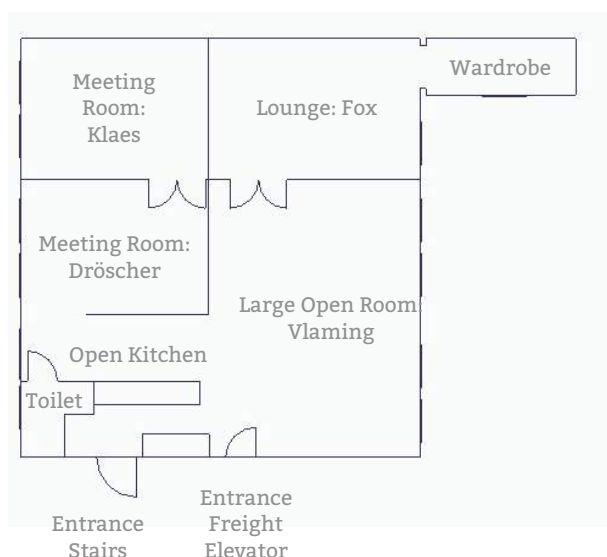 Meeting
Room:
Klaes
Lounge: Fox
Wardrobe
Meeting Room:
Dröscher
Large Open Room
Vlaming
Open Kitchen
Toilet
Entrance
Stairs
Entrance
Freight
Elevator